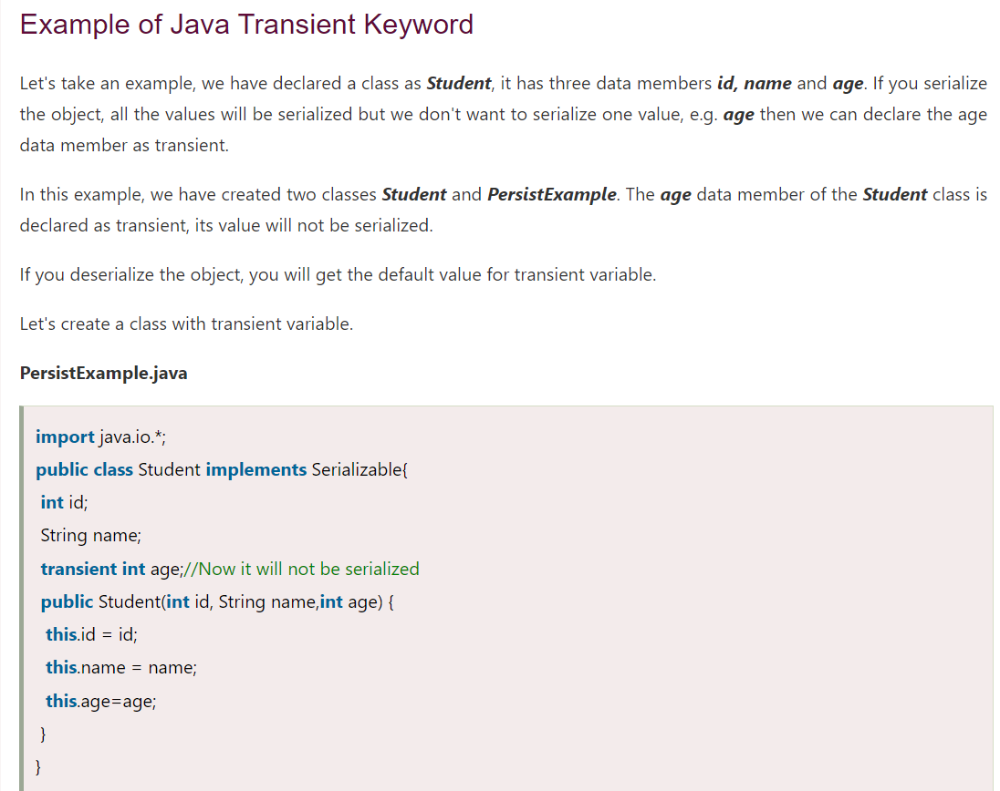 Example of Java Transient Keyword
Let's take an example, we have declared a class as Student, it has three data members id, name and age. If you serialize
the object, all the values will be serialized but we don't want to serialize one value, e.g. age then we can declare the age
data member as transient.
In this example, we have created two classes Student and PersistExample. The age data member of the Student class is
declared as transient, its value will not be serialized.
If you deserialize the object, you will get the default value for transient variable.
Let's create a class with transient variable.
PersistExample.java
import java.io.*;
public class Student implements Serializable{
int id;
String name;
transient int age;//Now it will not be serialized
public Student(int id, String name,int age) {
this.id = id;
this.name = name;
this.age=age;
}
}